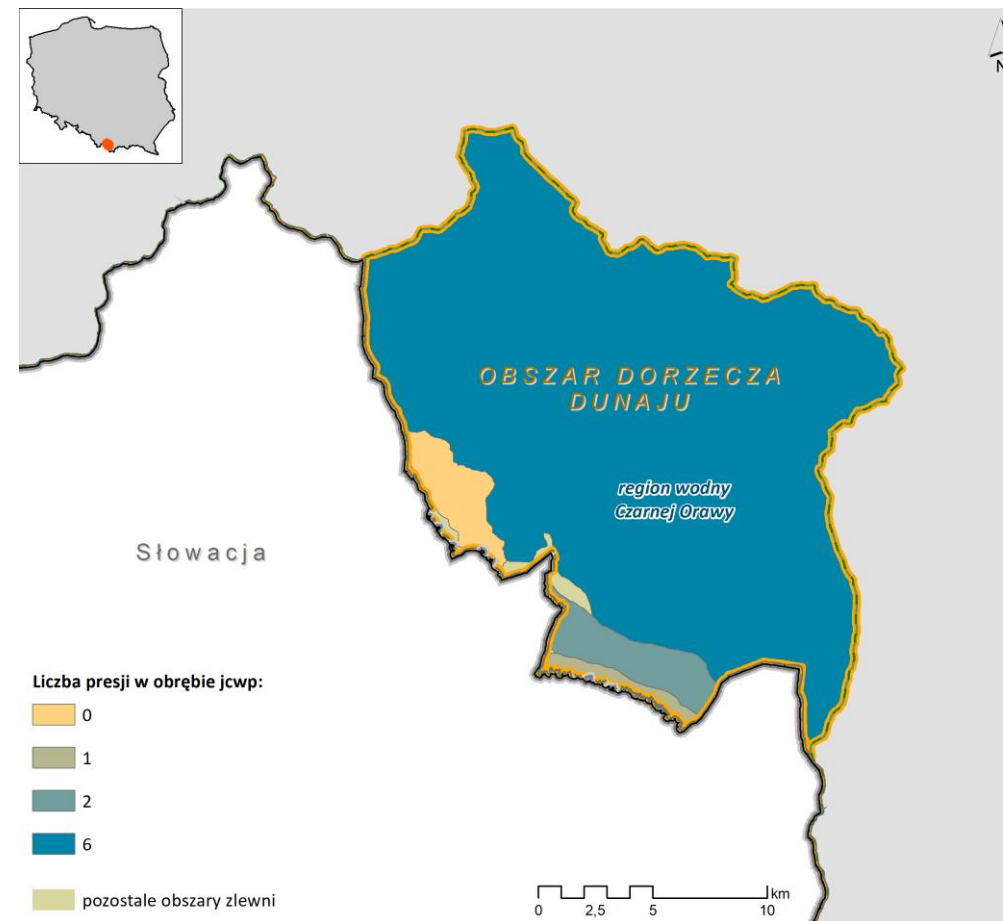 N
OBSZAR DORZECZA
DUNAJU
region wodny
Czarnej Orawy
Słowacja
Liczba presji w obrębie jcwp:
0
1
2
6
pozostałe obszary zlewni
km
0 2,5 5 10